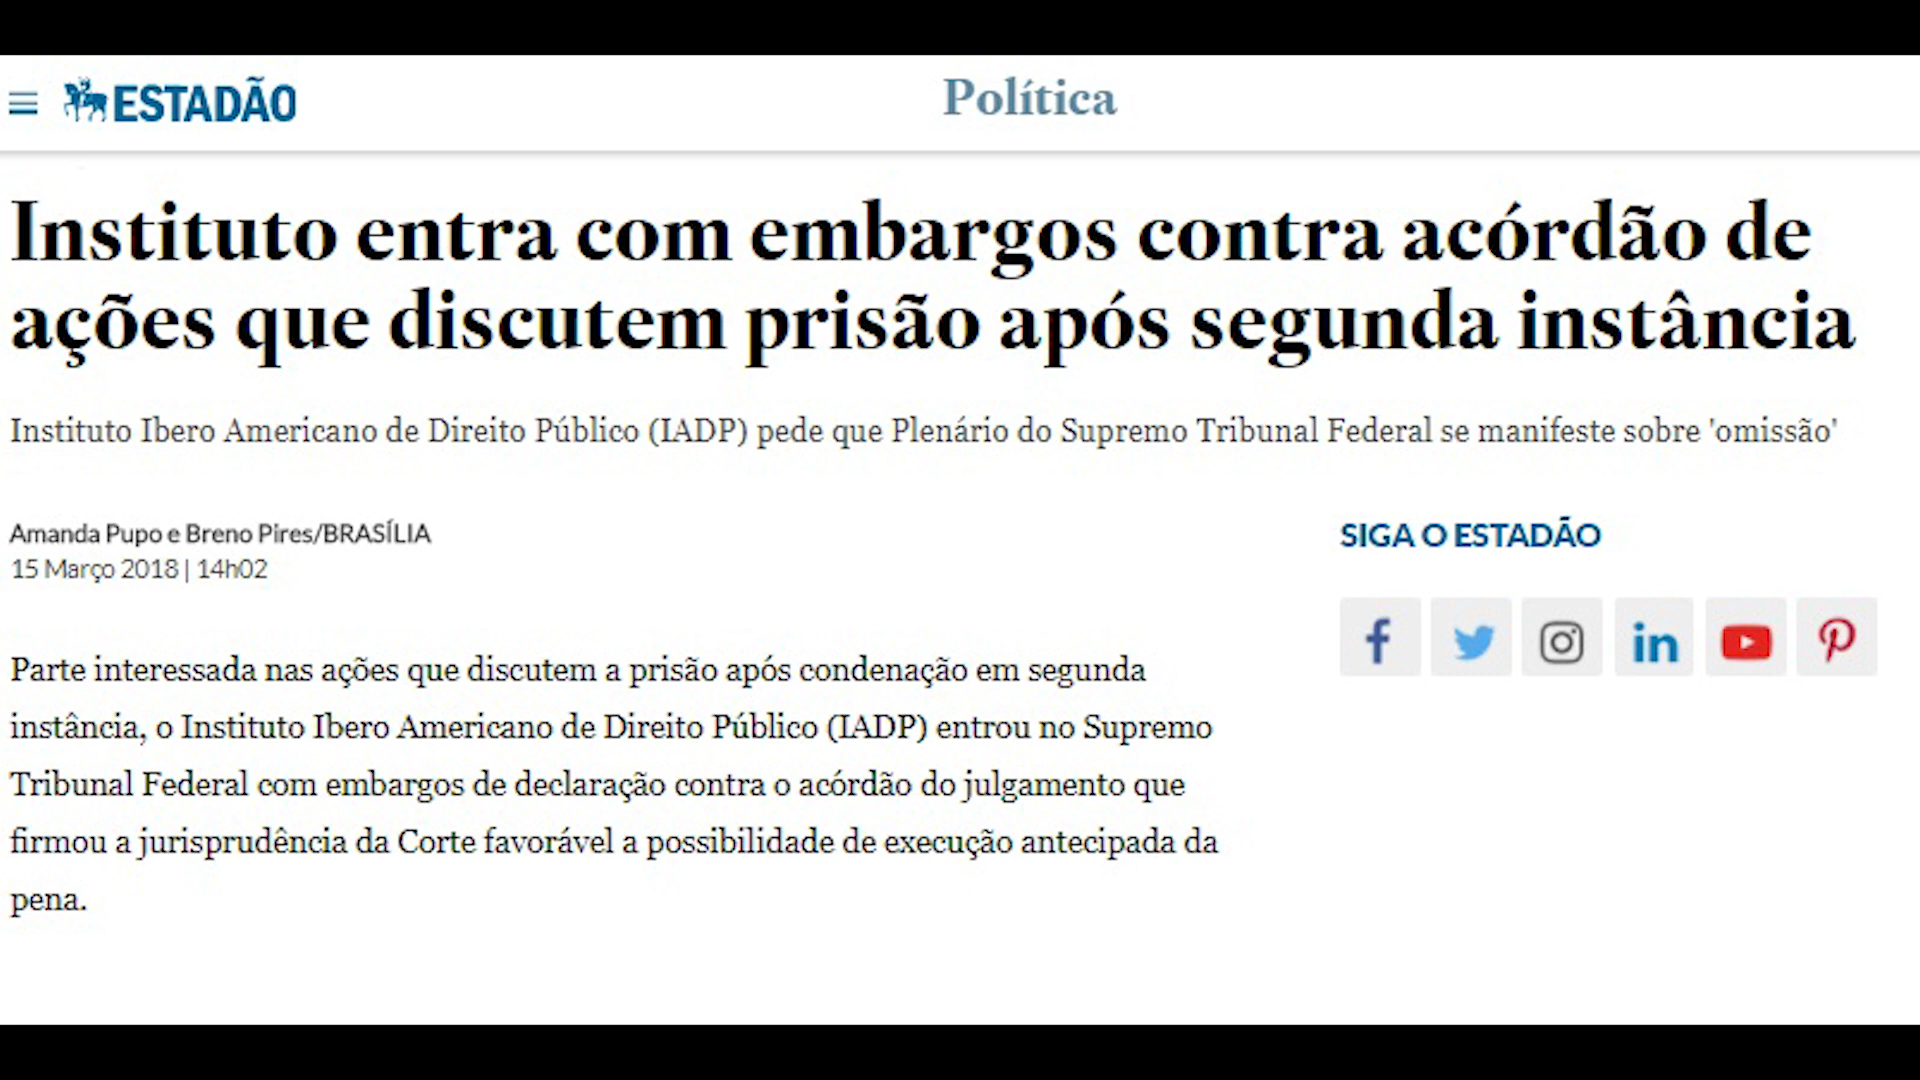 ESTADÃO
Política
Instituto entra com embargos contra acórdão de
ações que discutem prisão após segunda instância
Instituto Ibero Americano de Direito Público (IADP) pede que Plenário do Supremo Tribunal Federal se manifeste sobre 'omissão'
Amanda Pupo e Breno Pires/BRASÍLIA
15 Março 2018 | 14h02
SIGA O ESTADÃO
Parte interessada nas ações que discutem a prisão após condenação em segunda
instância, o Instituto Ibero Americano de Direito Público (IADP) entrou no Supremo
Tribunal Federal com embargos de declaração contra o acórdão do julgamento que
firmou a jurisprudência da Corte favorável a possibilidade de execução antecipada da
pena.